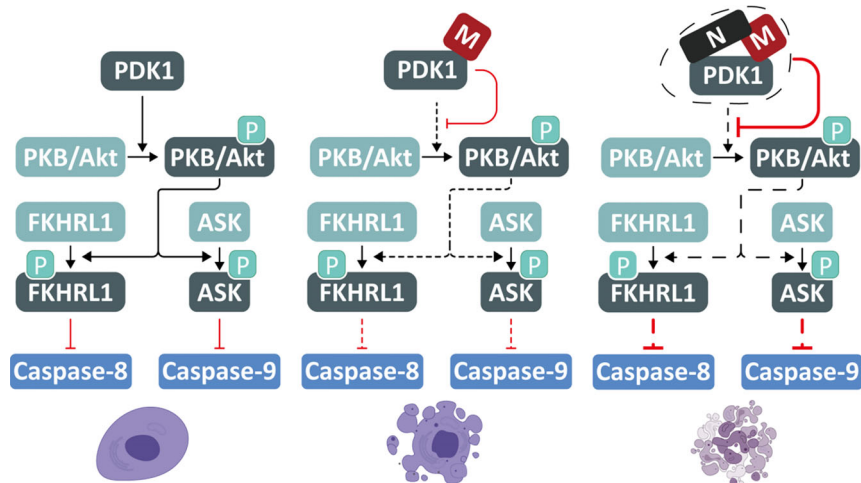 PDK1
P
PKB/Akt
PKB/Akt
FKHRL1
ASK
P
P
FKHRL1
ASK
Caspase-8
Caspase-9
M
PDK1
P
PKB/Akt
PKB/Akt
FKHRL1
ASK
P
P
FKHRL1
ASK
Caspase-8
Caspase-9
N
M
PDK1
P
PKB/Akt
PKB/Akt
FKHRL1
ASK
P
P
FKHRL1
ASK
Caspase-8
Caspase-9